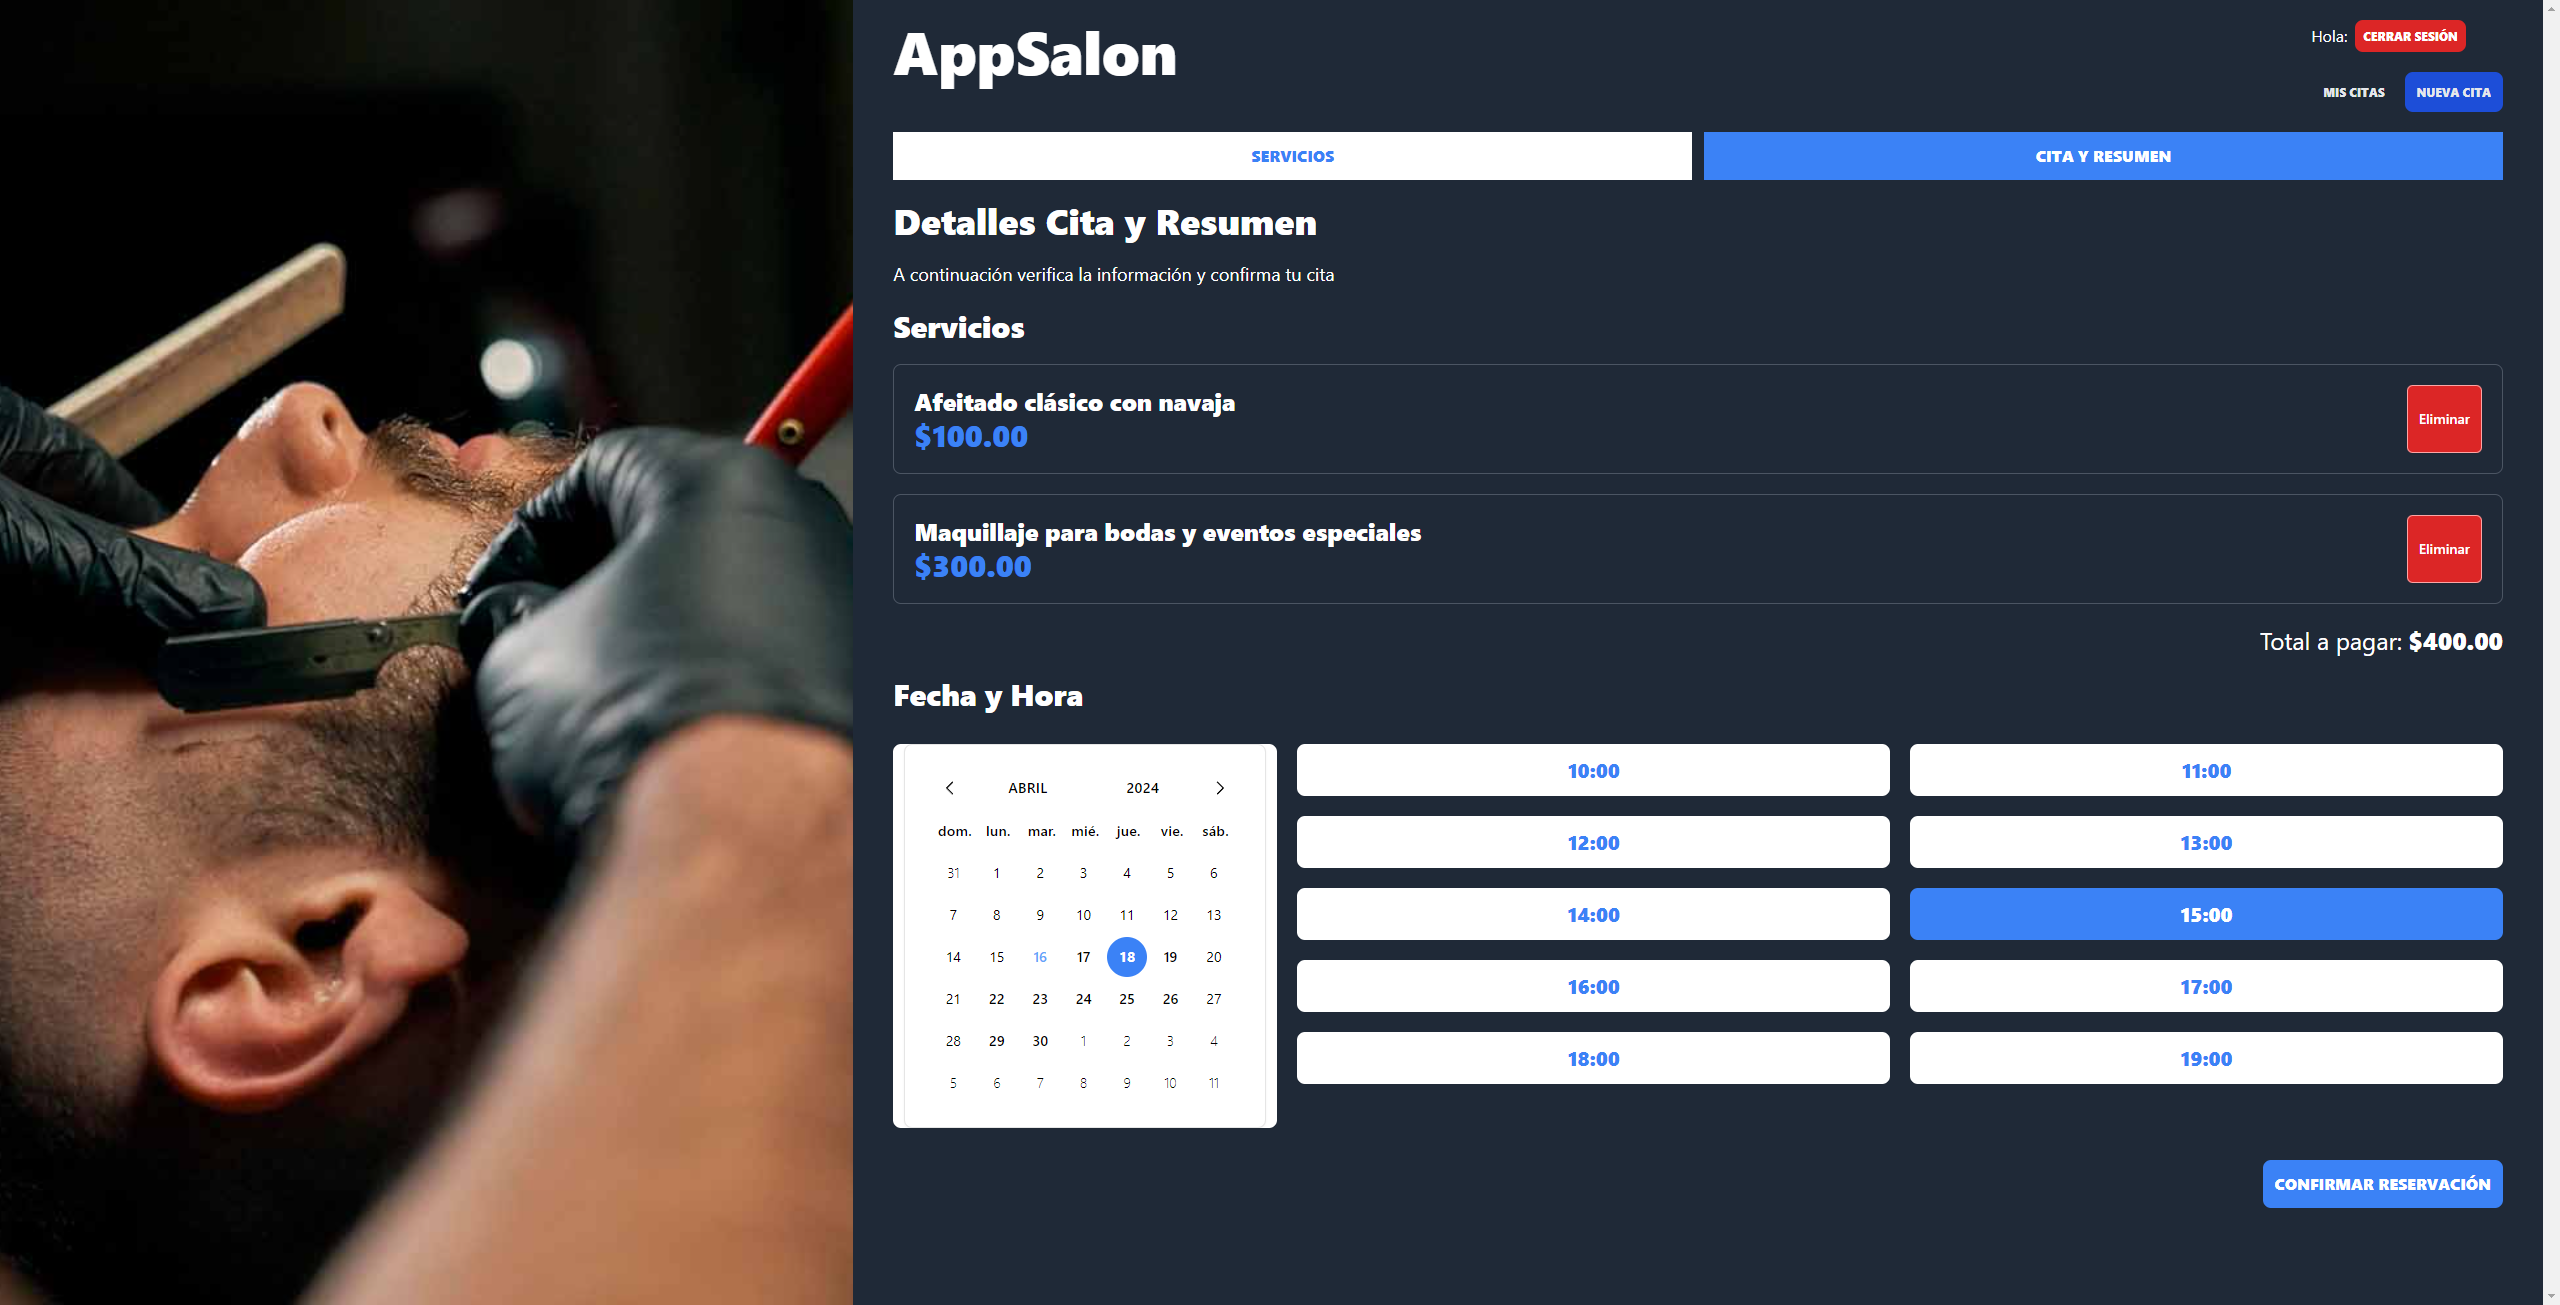 AppSalon
Hola: CERRAR SESIÓN
MIS CITAS NUEVA CITA
SERVICIOS CITA Y RESUMEN
Detalles Cita y Resumen
A continuación verifica la información y confirma tu cita
Servicios
Afeitado clásico con navaja
$100.00
Eliminar
Maquillaje para bodas y eventos especiales
$300.00
Eliminar
Total a pagar: $400.00
Fecha y Hora
ABRIL 2024
dom. lun. mar. mié. jue. vie. sáb.
31 1 2 3 4 5 6
7 8 9 10 11 12 13
14 15 16 17 18 19 20
21 22 23 24 25 26 27
28 29 30 1 2 3 4
5 6 7 8 9 10 11
10:00 11:00
12:00 13:00
14:00 15:00
16:00 17:00
18:00 19:00
CONFIRMAR RESERVACIÓN